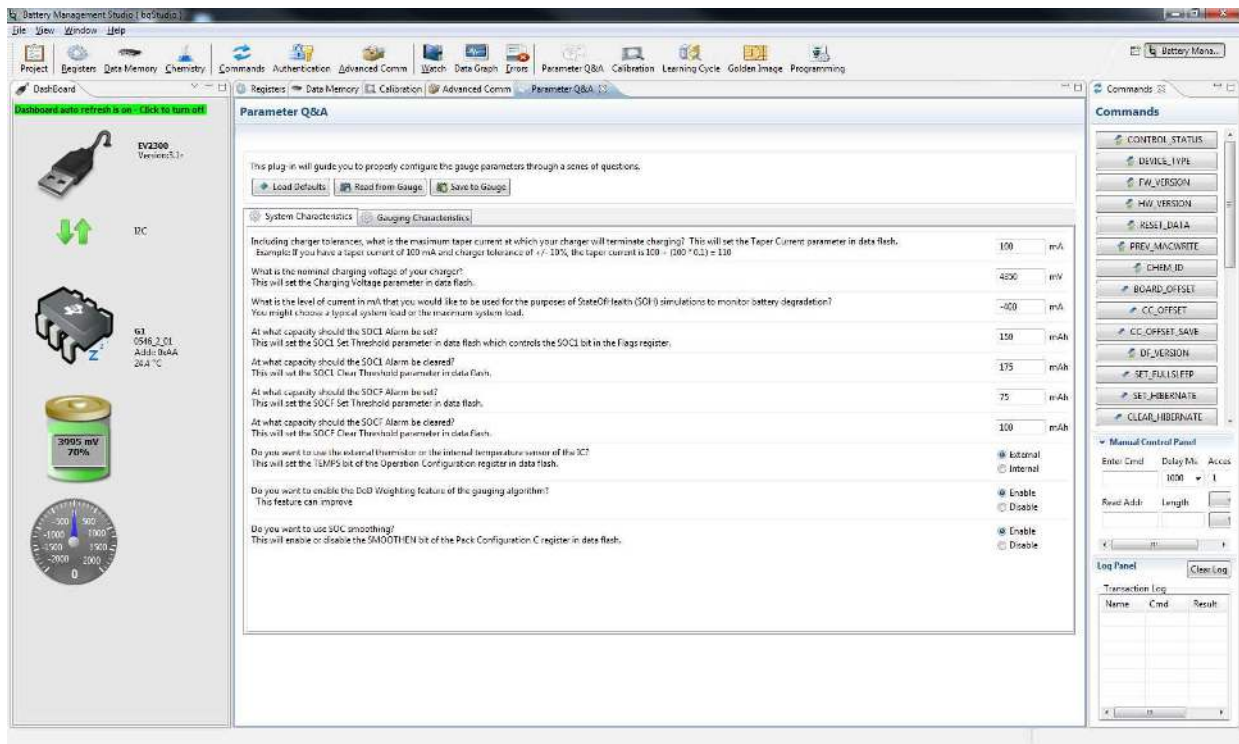 Battery Management Studio ( bqStudio )
File View Window Help
Project Registers Data Memory Chemistry Commands Authentication Advanced Comm Watch Data Graph Errors Parameter Q&A Calibration Learning Cycle Golden Image Programming
Battery Mana...
DashBoard
Registers Data Memory Calibration Advanced Comm Parameter Q&A
Commands
Dashboard auto refresh is on - Click to turn off
EV2300
I2C
G1
0546_2_01
Addr: 0xAA
3995 mV
70%
-500 500
-1000 1000
-1500 1500
-2000 2000
0
Parameter Q&A
This plug-in will guide you to properly configure the gauge parameters through a series of questions.
Load Defaults Read from Gauge Save to Gauge
System Characteristics Gauging Characteristics
Including charger tolerances, what is the maximum taper current at which your charger will terminate charging? This will set the Taper Current parameter in data flash.
Example: If you have a taper current of 100 mA and charger tolerance of +/- 10%, the taper current is 100 + (100 * 0.1) = 110
100 mA
What is the nominal charging voltage of your charger?
This will set the Charging Voltage parameter in data flash.
mV
What is the level of current in mA that you would like to be used for the purposes of StateOfHealth (SOH) simulations to monitor battery degradation?
You might choose a typical system load or the maximum system load.
-400 mA
At what capacity should the SOC1 Alarm be set?
This will set the SOC1 Set Threshold parameter in data flash which controls the SOC1 bit in the Flags register.
150 mAh
At what capacity should the SOC1 Alarm be cleared?
This will set the SOC1 Clear Threshold parameter in data flash.
175 mAh
At what capacity should the SOCF Alarm be set?
This will set the SOCF Set Threshold parameter in data flash.
75 mAh
At what capacity should the SOCF Alarm be cleared?
This will set the SOCF Clear Threshold parameter in data flash.
100 mAh
Do you want to use the external thermistor or the internal temperature sensor of the IC?
This will set the TEMPS bit of the Operation Configuration register in data flash.
External
Internal
Do you want to enable the DoD Weighting feature of the gauging algorithm?
This feature can improve
Enable
Disable
Do you want to use SOC smoothing?
This will enable or disable the SMOOTHEN bit of the Pack Configuration C register in data flash.
Enable
Disable
Commands
CONTROL_STATUS
DEVICE_TYPE
FW_VERSION
HW_VERSION
RESET_DATA
PREV_MACWRITE
CHEM_ID
BOARD_OFFSET
CC_OFFSET
CC_OFFSET_SAVE
DF_VERSION
SET_FULLSLEEP
SET_HIBERNATE
CLEAR_HIBERNATE
Manual Control Panel
Enter Cmd Delay Ms Acces
1000 1
Read Addr Length
Log Panel
Clear Log
Transaction Log
Name Cmd Result